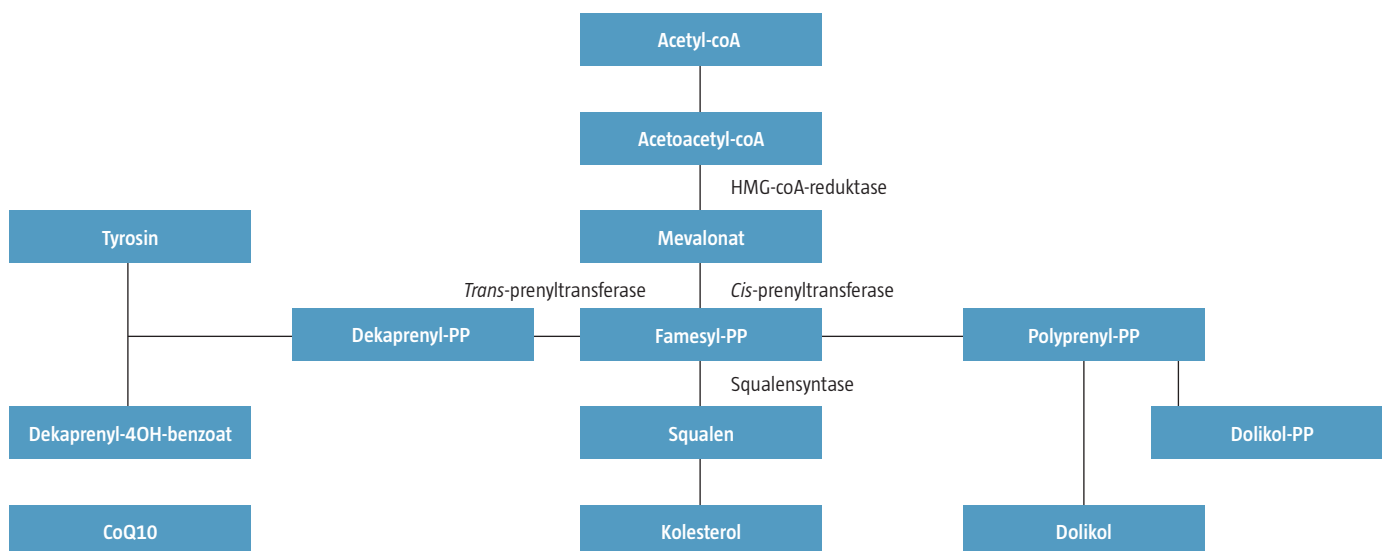 Acetyl-coA
Acetoacetyl-coA
HMG-coA-reduktase
Tyrosin
Mevalonat
Trans-prenyltransferase
Cis-prenyltransferase
Dekaprenyl-PP
Famesyl-PP
Polyprenyl-PP
Squalensyntase
Dekaprenyl-4OH-benzoat
Squalen
Dolikol-PP
CoQ10
Kolesterol
Dolikol